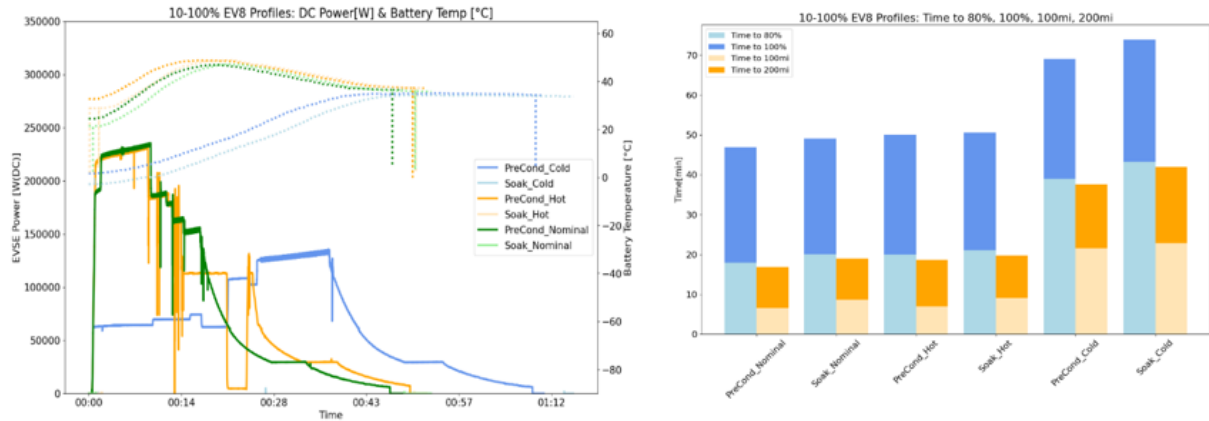 10-100% EV8 Profiles: DC Power[W] & Battery Temp [°C]
350000
300000
250000
200000
150000
100000
50000
0
EVSE Power [W(DC)]
00:00
00:14
00:28
00:43
00:57
01:12
Time
60
40
20
0
−20
−40
−60
−80
Battery Temperature [°C]
PreCond_Cold
Soak_Cold
PreCond_Hot
Soak_Hot
PreCond_Nominal
Soak_Nominal
10-100% EV8 Profiles: Time to 80%, 100%, 100mi, 200mi
Time to 80%
Time to 100%
Time to 100mi
Time to 200mi
70
60
50
40
30
20
10
0
Time[min]
PreCond_Nominal
Soak_Nominal
PreCond_Hot
Soak_Hot
PreCond_Cold
Soak_Cold